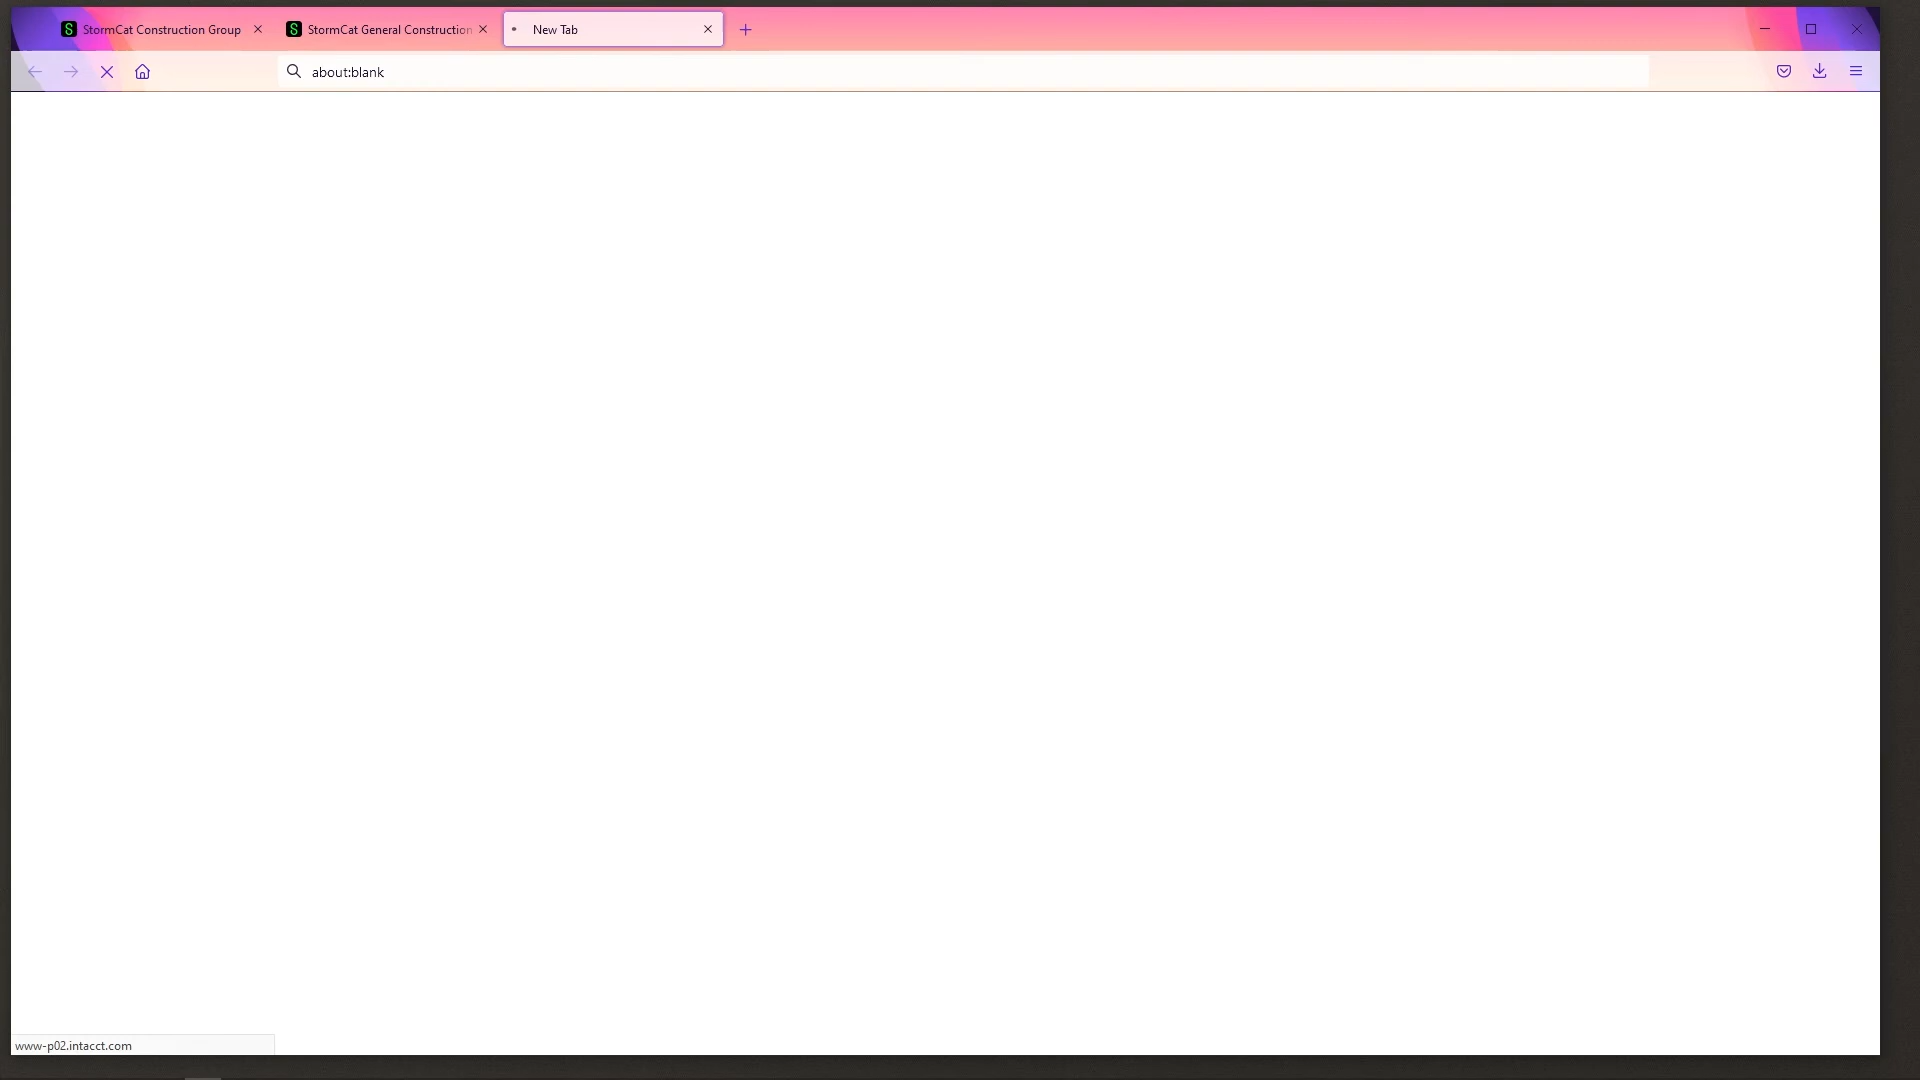 StormCat Construction Group
StormCat General Construction
New Tab
about:blank
www-p02.intacct.com